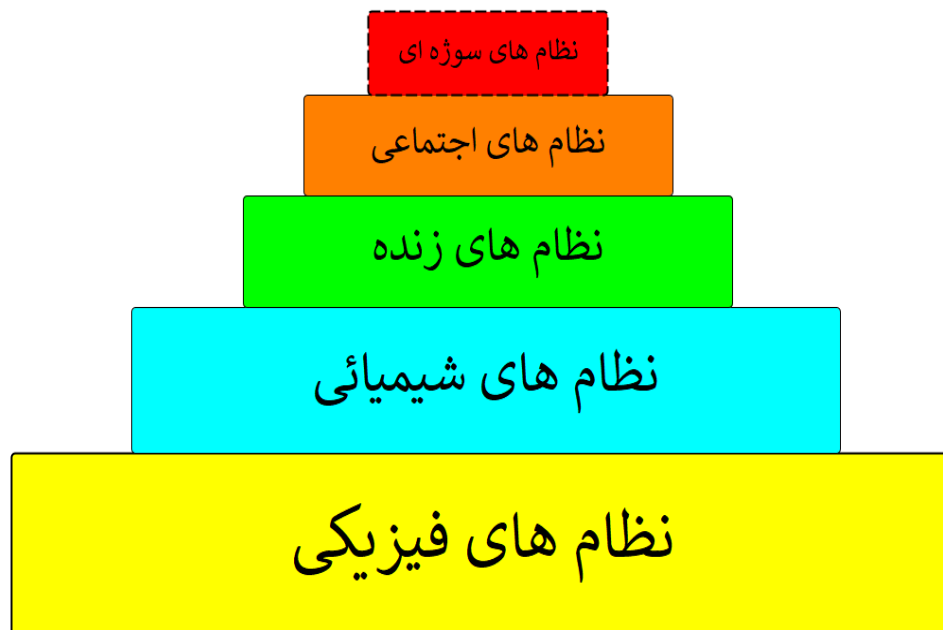 نظام های سوژه ای
نظام های اجتماعی
نظام های زنده
نظام های شیمیائی
نظام های فیزیکی